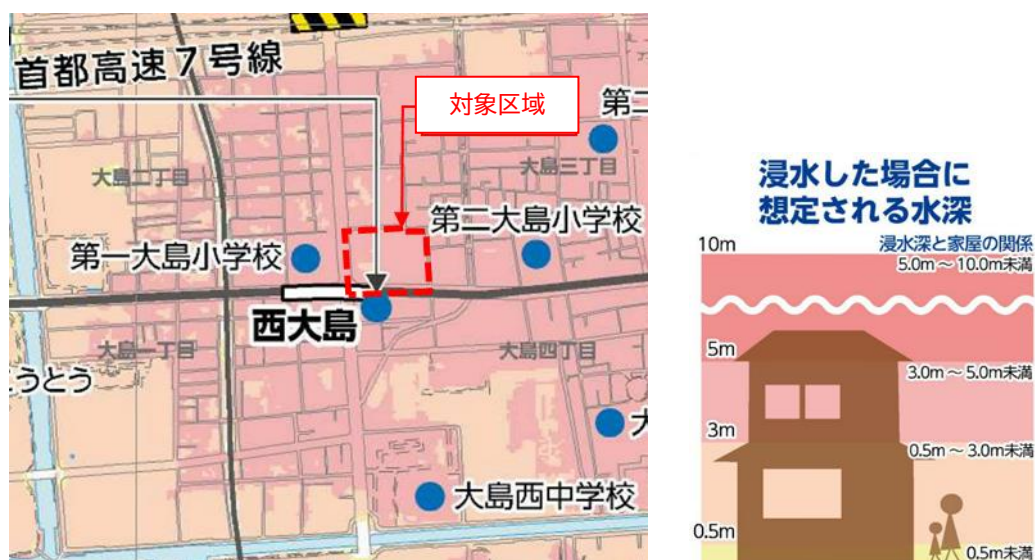 首都高速7号線
対象区域
第二
大島二丁目
大島三丁目
第二大島小学校
第一大島小学校
西大島
大島一丁目
大島四丁目
こうとう
大島西中学校
浸水した場合に
想定される水深
浸水深と家屋の関係
10m
5.0m～10.0m未満
5m
3.0m～5.0m未満
3m
0.5m～3.0m未満
0.5m
0.5m未満